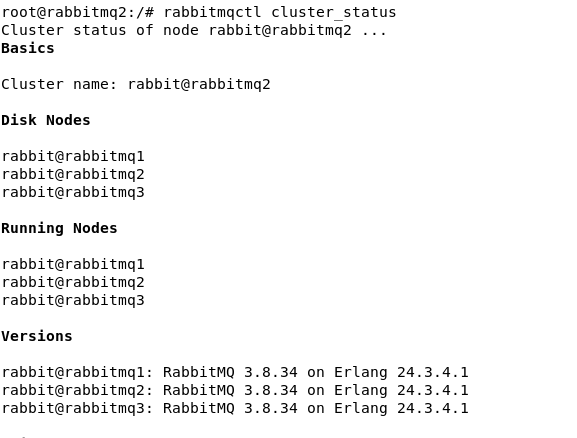 root@rabbitmq2:/# rabbitmqctl cluster_status
Cluster status of node rabbit@rabbitmq2 ...
Basics
Cluster name: rabbit@rabbitmq2
Disk Nodes
rabbit@rabbitmq1
rabbit@rabbitmq2
rabbit@rabbitmq3
Running Nodes
rabbit@rabbitmq1
rabbit@rabbitmq2
rabbit@rabbitmq3
Versions
rabbit@rabbitmq1: RabbitMQ 3.8.34 on Erlang 24.3.4.1
rabbit@rabbitmq2: RabbitMQ 3.8.34 on Erlang 24.3.4.1
rabbit@rabbitmq3: RabbitMQ 3.8.34 on Erlang 24.3.4.1